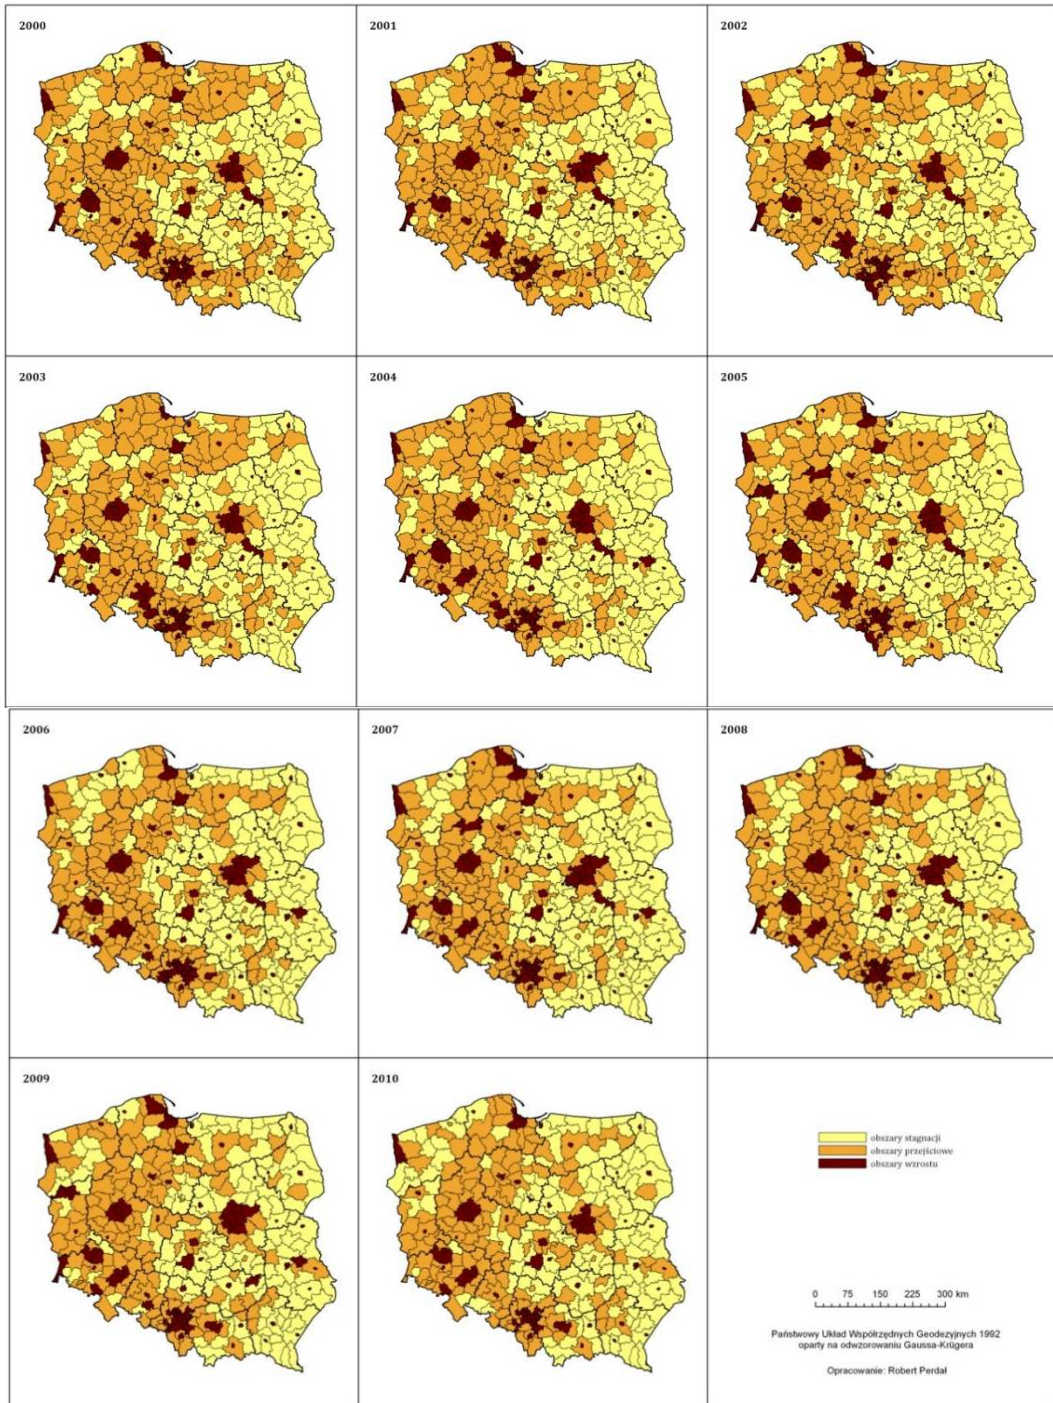 2000
2001
2002
2003
2004
2005
2006
2007
2008
2009
2010
obszary stagnacji
obszary przejściowe
obszary wzrostu
0 75 150 225 300 km
Państwowy Układ Współrzędnych Geodezyjnych 1992
oparty na odwzorowaniu Gaussa-Krügera
Opracowanie: Robert Perdał